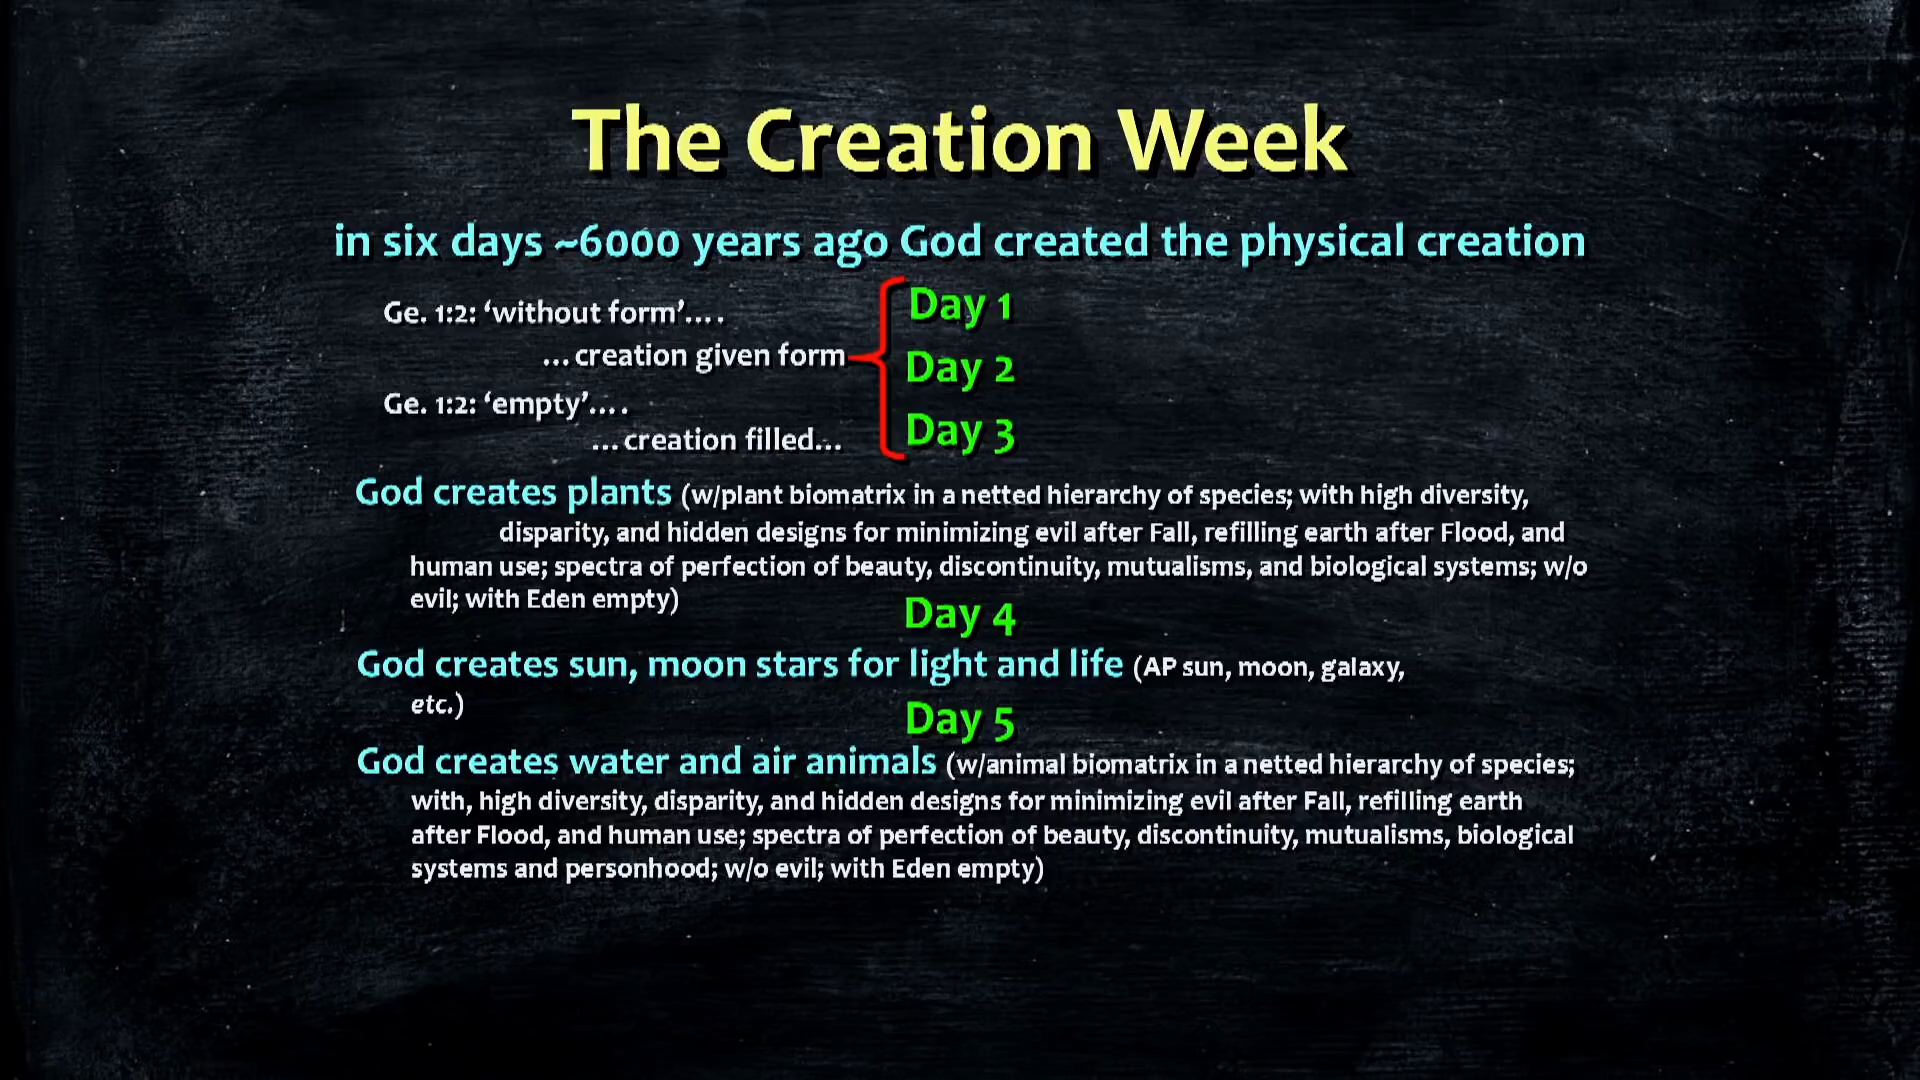 The Creation Week
in six days ~6000 years ago God created the physical creation
Ge. 1:2: ‘without form’….
…creation given form
Ge. 1:2: ‘empty’….
…creation filled…
Day 1
Day 2
Day 3
God creates plants (w/plant biomatrix in a netted hierarchy of species; with high diversity,
disparity, and hidden designs for minimizing evil after Fall, refilling earth after Flood, and
human use; spectra of perfection of beauty, discontinuity, mutualisms, and biological systems; w/o
evil; with Eden empty)
Day 4
God creates sun, moon stars for light and life (AP sun, moon, galaxy,
etc.)
Day 5
God creates water and air animals (w/animal biomatrix in a netted hierarchy of species;
with, high diversity, disparity, and hidden designs for minimizing evil after Fall, refilling earth
after Flood, and human use; spectra of perfection of beauty, discontinuity, mutualisms, biological
systems and personhood; w/o evil; with Eden empty)